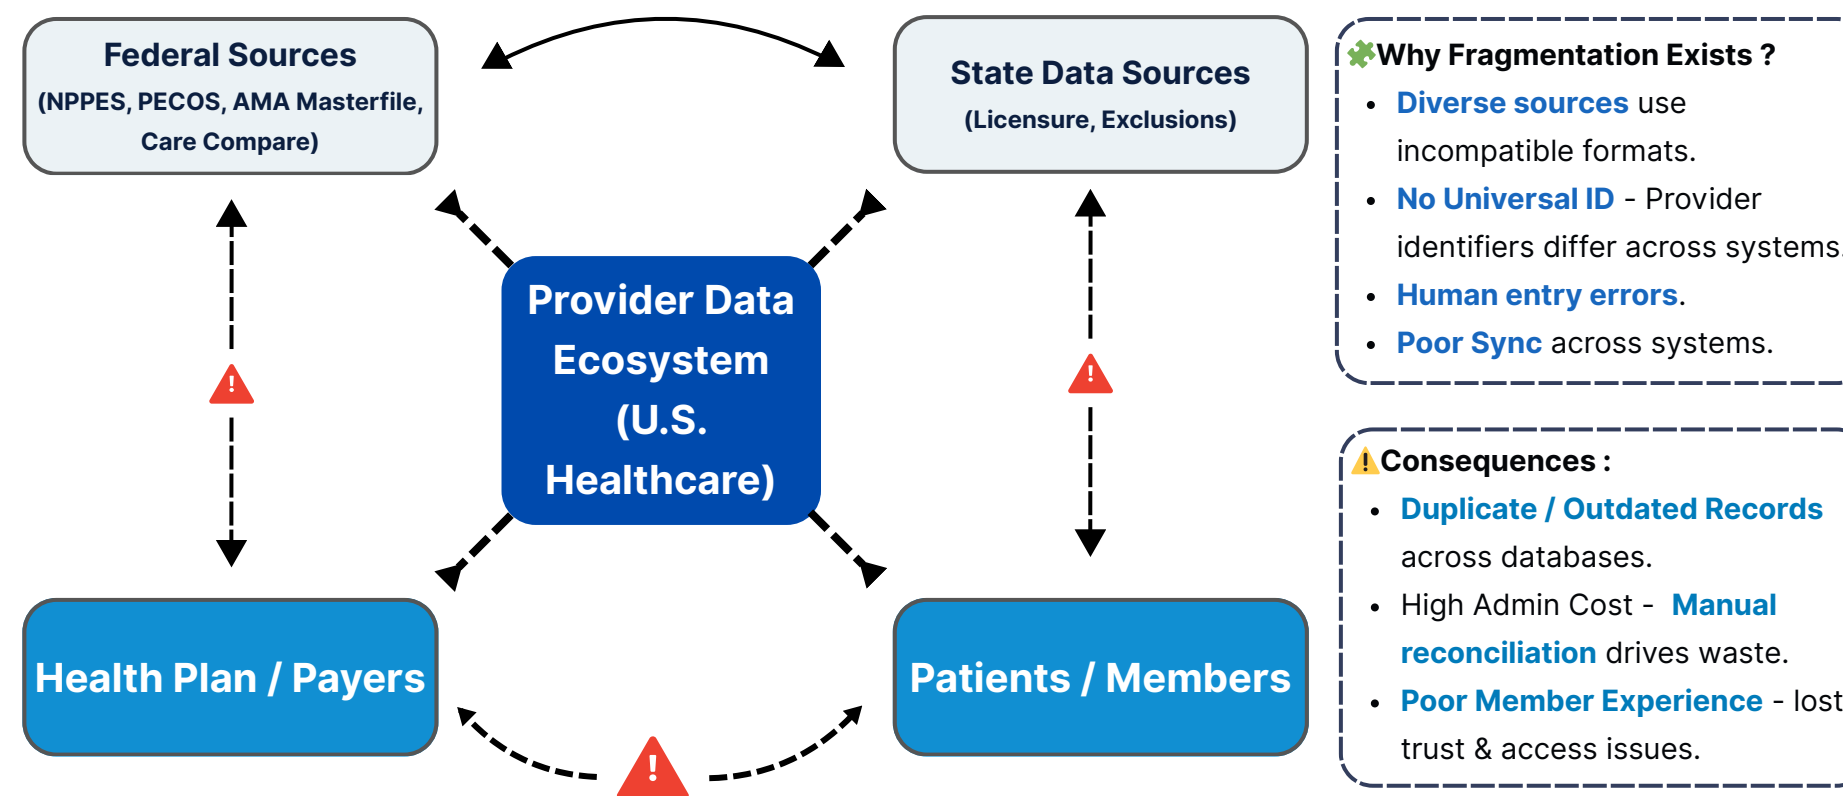 Federal Sources
(NPPES, PECOS, AMA Masterfile,
Care Compare)
State Data Sources
(Licensure, Exclusions)
Provider Data
Ecosystem
(U.S.
Healthcare)
Health Plan / Payers
Patients / Members
Why Fragmentation Exists ?
• Diverse sources use
incompatible formats.
• No Universal ID - Provider
identifiers differ across systems.
• Human entry errors.
• Poor Sync across systems.
Consequences :
• Duplicate / Outdated Records
across databases.
• High Admin Cost - Manual
reconciliation drives waste.
• Poor Member Experience - lost
trust & access issues.